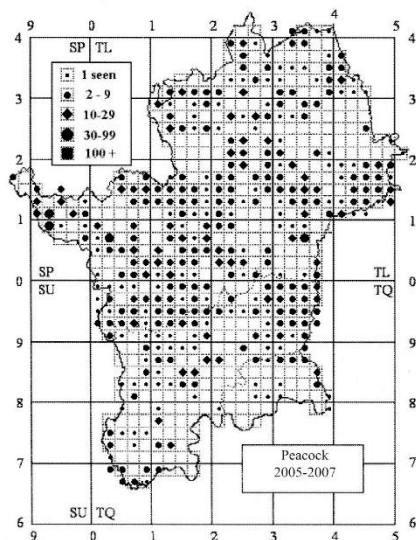 9 0 1 2 3 4 5
4 SP TL 4
1 seen
2 - 9
10-29
30-99
100 +
3 3
2 2
1 1
0 SP TL 0
SU TQ
9 9
8 8
7 Peacock 7
2005-2007
SU TQ
6 6
9 0 1 2 3 4 5